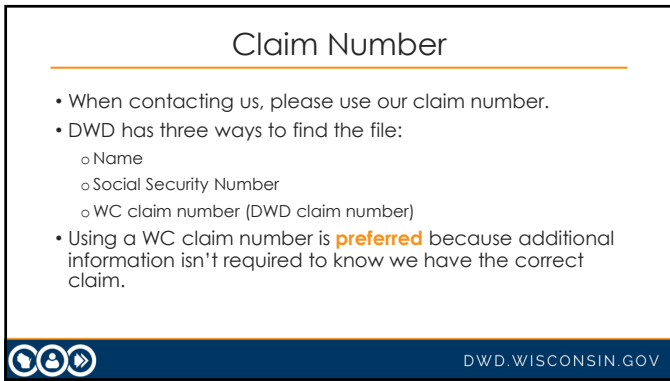 Claim Number
• When contacting us, please use our claim number.
• DWD has three ways to find the file:
o Name
o Social Security Number
o WC claim number (DWD claim number)
• Using a WC claim number is preferred because additional
information isn't required to know we have the correct
claim.
DWD.WISCONSIN.GOV